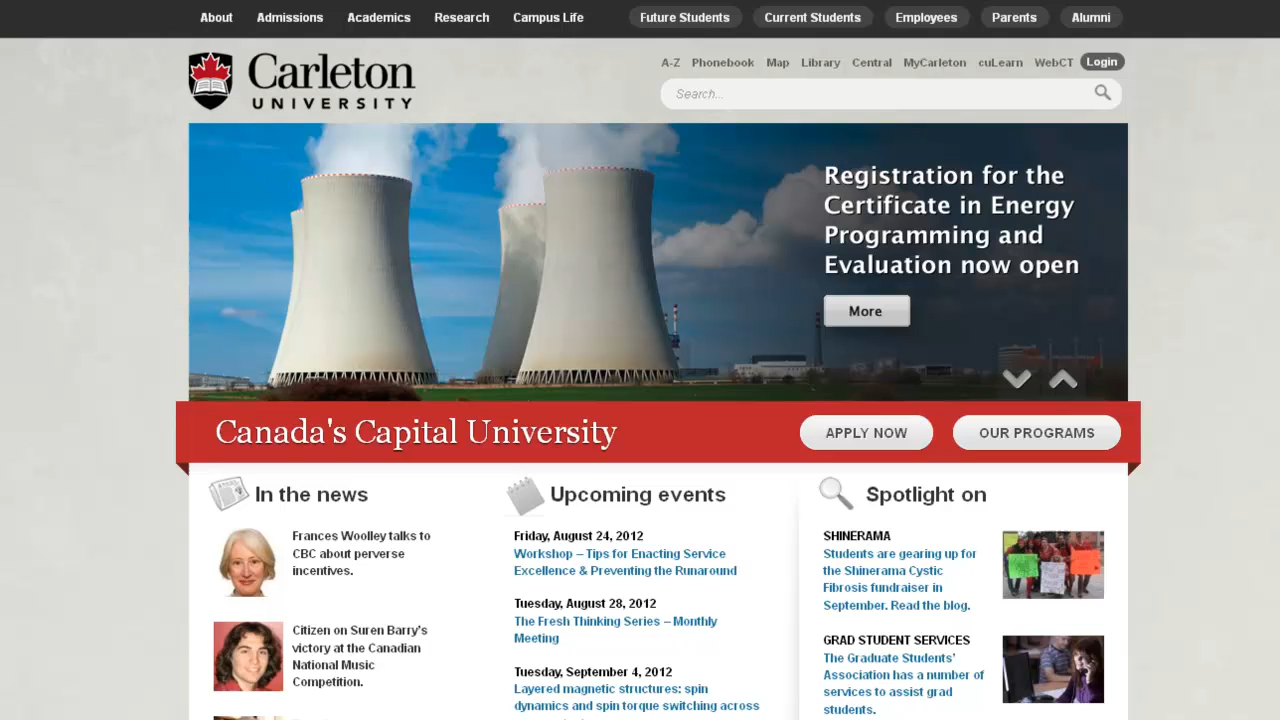 About Admissions Academics Research Campus Life Future Students Current Students Employees Parents Alumni
Carleton
UNIVERSITY
A-Z Phonebook Map Library Central MyCarleton cuLearn WebCT Login
Search...
Registration for the
Certificate in Energy
Programming and
Evaluation now open
More
Canada's Capital University
APPLY NOW
OUR PROGRAMS
In the news
Frances Woolley talks to
CBC about perverse
incentives.
Citizen on Suren Barry's
victory at the Canadian
National Music
Competition.
Upcoming events
Friday, August 24, 2012
Workshop – Tips for Enacting Service
Excellence & Preventing the Runaround
Tuesday, August 28, 2012
The Fresh Thinking Series – Monthly
Meeting
Tuesday, September 4, 2012
Layered magnetic structures: spin
dynamics and spin torque switching across
Spotlight on
SHINERAMA
Students are gearing up for
the Shinerama Cystic
Fibrosis fundraiser in
September. Read the blog.
GRAD STUDENT SERVICES
The Graduate Students'
Association has a number of
services to assist grad
students.